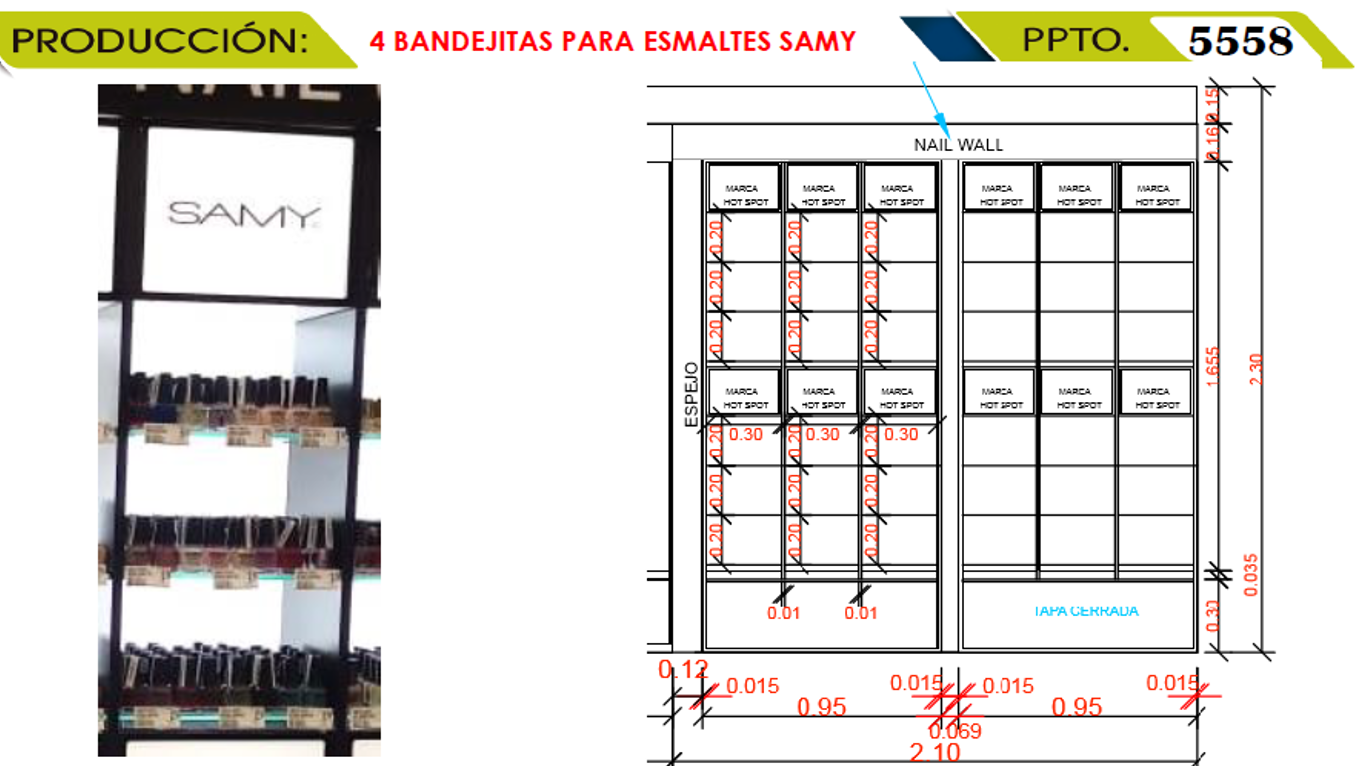 PRODUCCIÓN:
4 BANDEJITAS PARA ESMALTES SAMY
PPTO.
5558
NAIL
SAMY
NAIL WALL
MARCA
HOT SPOT
MARCA
HOT SPOT
MARCA
HOT SPOT
MARCA
HOT SPOT
MARCA
HOT SPOT
MARCA
HOT SPOT
0.20 0.20 0.20
0.20 0.20 0.20
0.20 0.20 0.20
ESPEJO
MARCA
HOT SPOT
MARCA
HOT SPOT
MARCA
HOT SPOT
MARCA
HOT SPOT
MARCA
HOT SPOT
MARCA
HOT SPOT
0.30 0.30 0.30
0.20 0.20 0.20
0.20 0.20 0.20
0.20 0.20 0.20
0.01 0.01
TAPA CERRADA
0.15
0.16
1.655
2.30
0.035
0.30
0.12
0.015 0.015 0.015 0.015
0.95 0.95
0.069
2.10